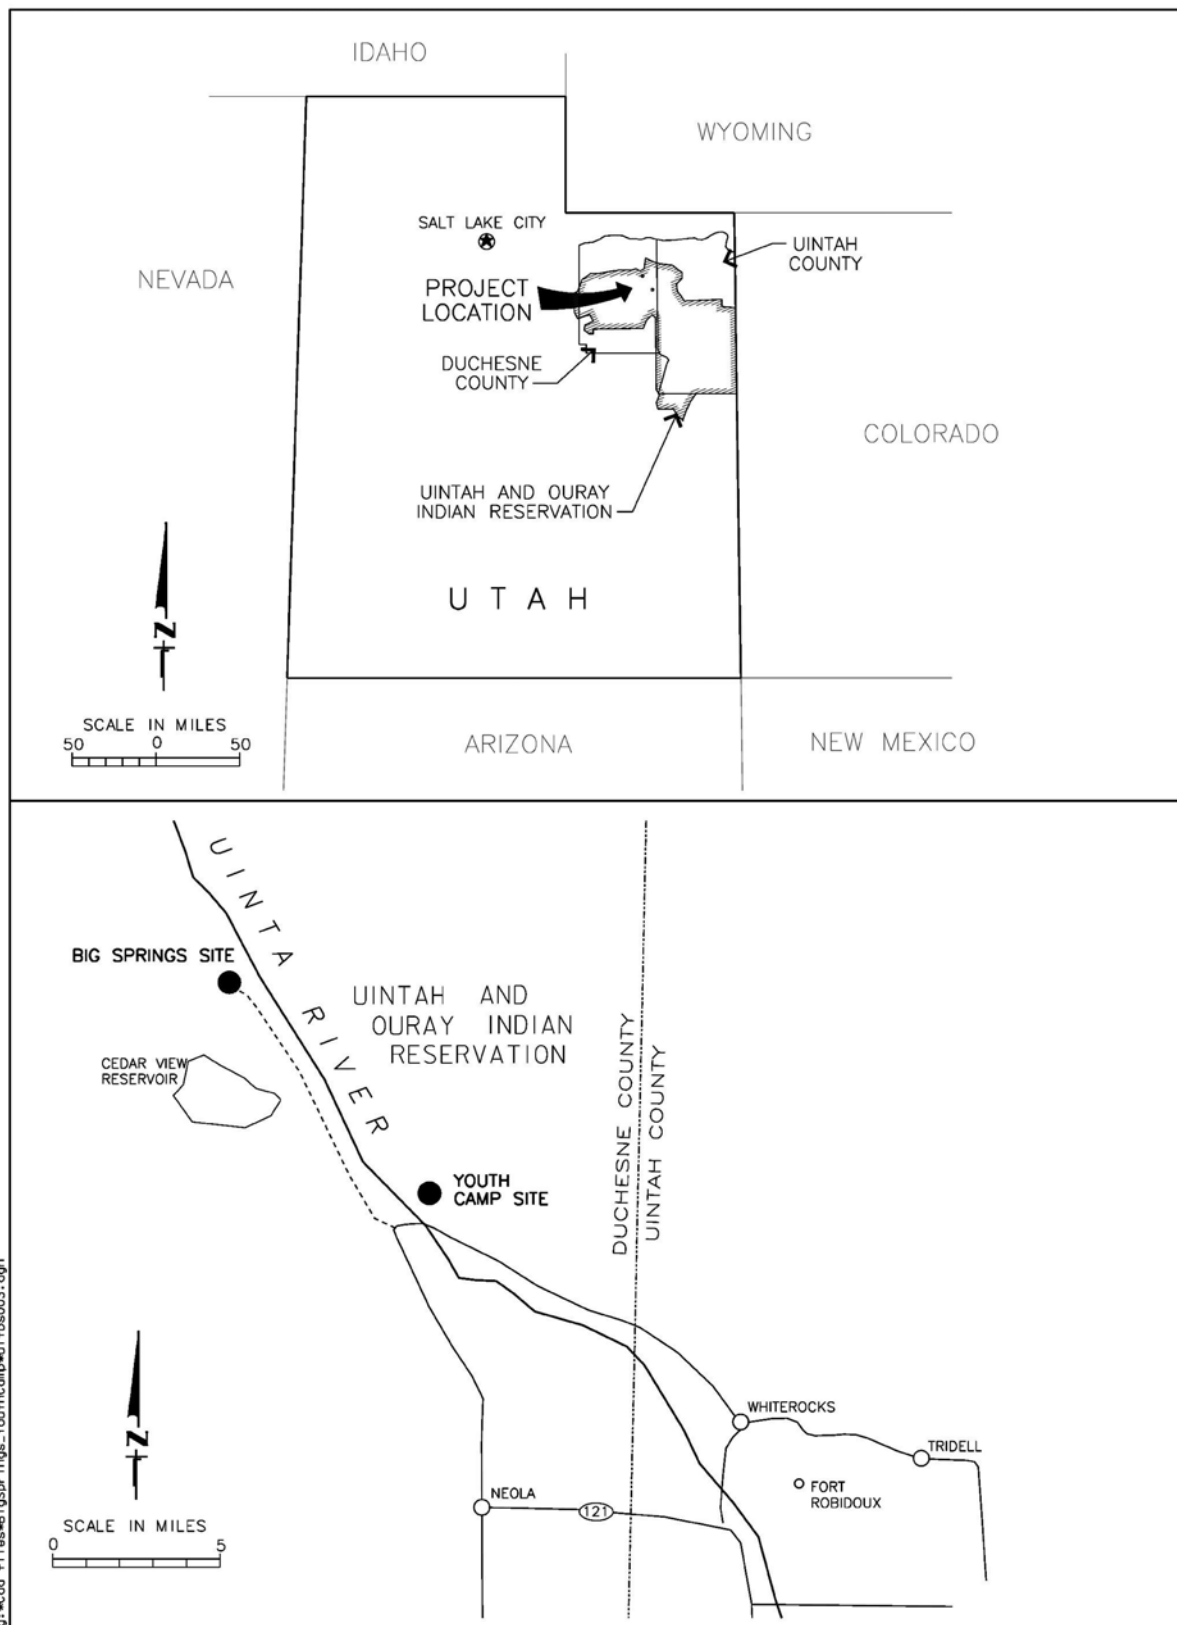 IDAHO
WYOMING
SALT LAKE CITY
UINTAH
COUNTY
NEVADA
PROJECT
LOCATION
DUCHESNE
COUNTY
COLORADO
UINTAH AND OURAY
INDIAN RESERVATION
UTAH
N
SCALE IN MILES
50 0 50
ARIZONA
NEW MEXICO
UINTA RIVER
BIG SPRINGS SITE
UINTAH AND
OURAY INDIAN
RESERVATION
CEDAR VIEW
RESERVOIR
DUCHESNE COUNTY
UINTAH COUNTY
YOUTH
CAMP SITE
WHITEROCKS
TRIDELL
FORT
ROBIDOUX
NEOLA
121
N
SCALE IN MILES
0 5